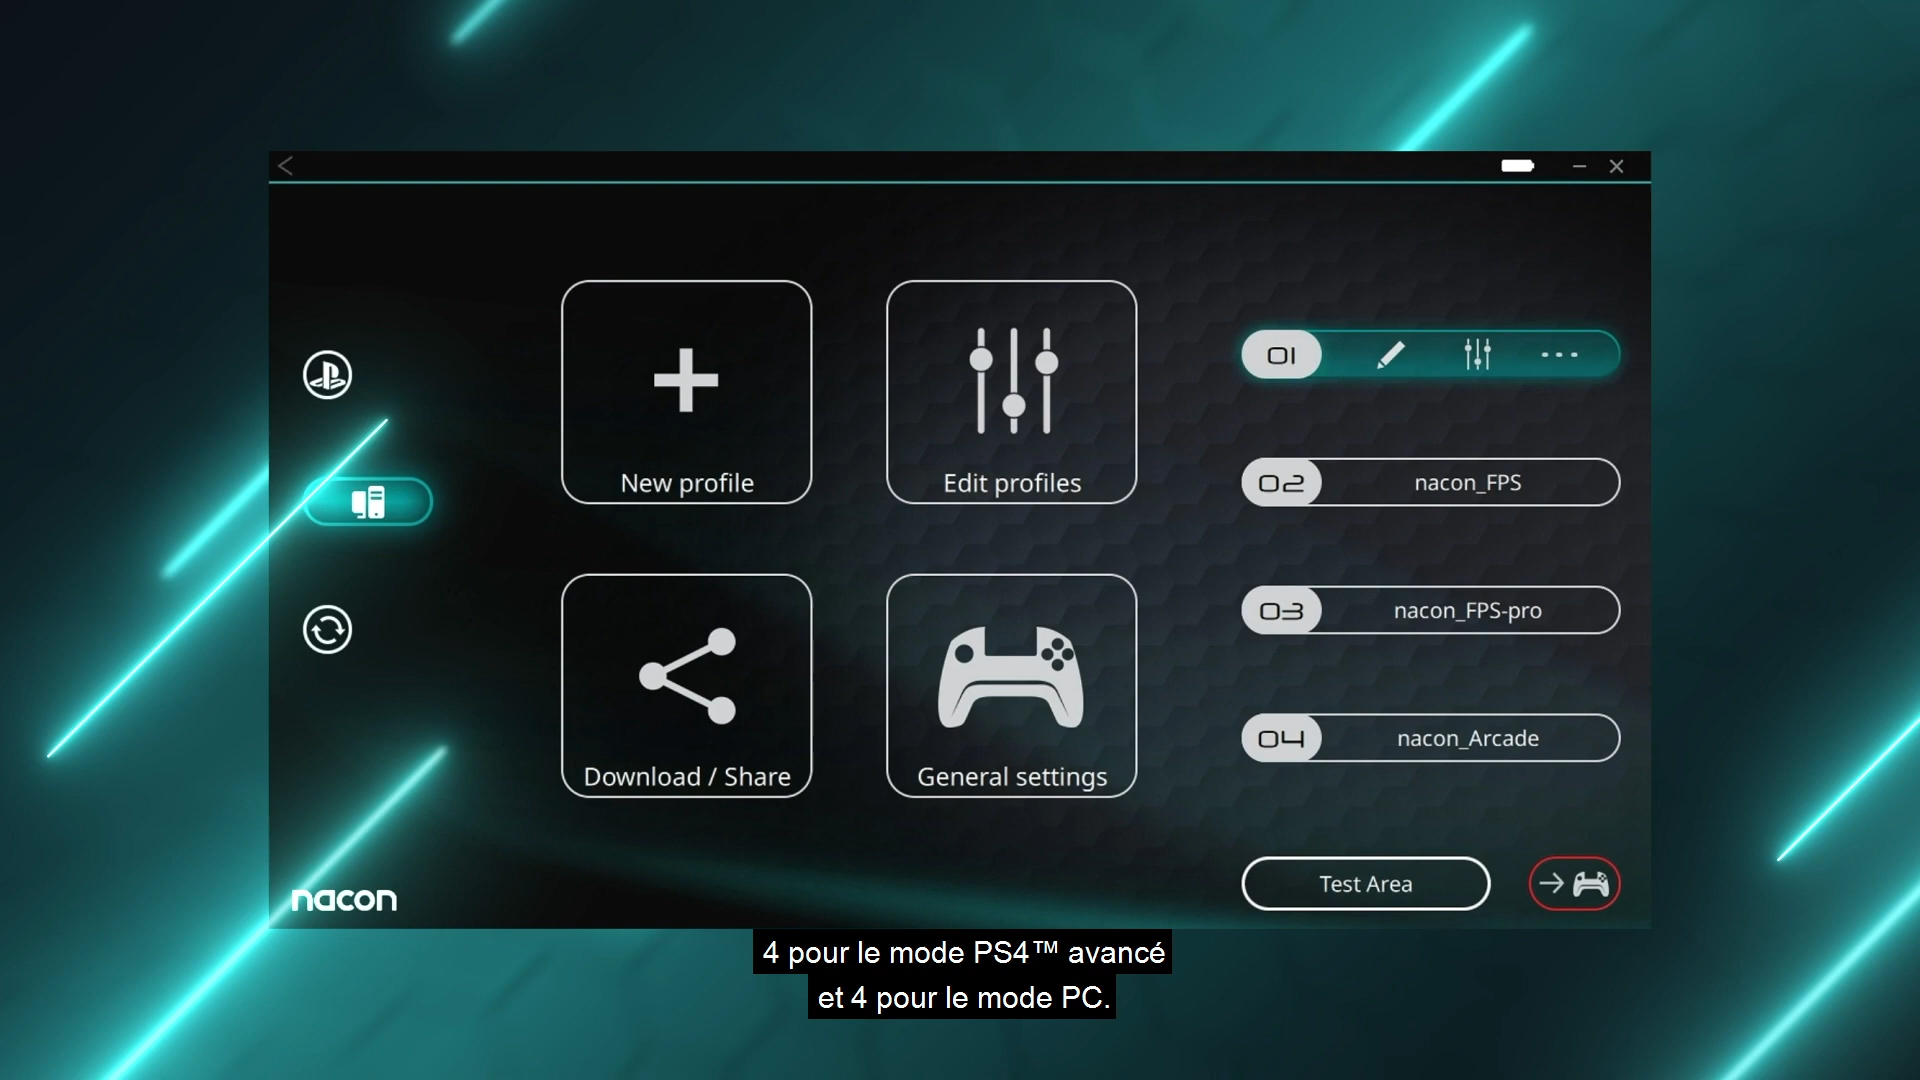 New profile
Edit profiles
Download / Share
General settings
01
02 nacon_FPS
03 nacon_FPS-pro
04 nacon_Arcade
Test Area
nacon
4 pour le mode PS4™ avancé
et 4 pour le mode PC.